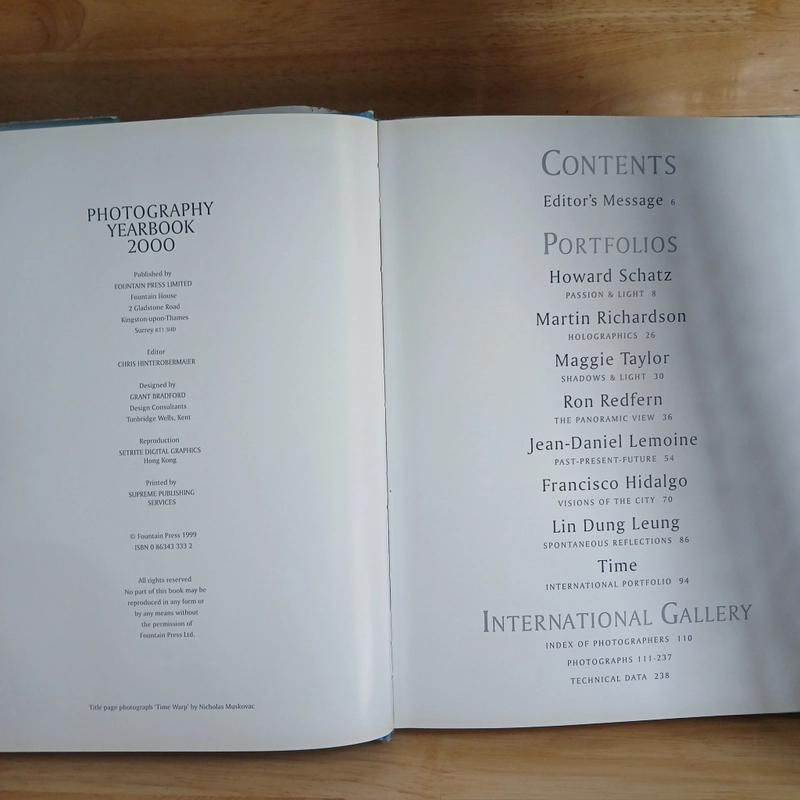 PHOTOGRAPHY
YEARBOOK
2000
Published by
FOUNTAIN PRESS LIMITED
Fountain House
2 Gladstone Road
Kingston-upon-Thames
Surrey KT1 3HD
Editor
CHRIS HINTEROBERMAIER
Designed by
GRANT BRADFORD
Design Consultants
Tunbridge Wells, Kent
Reproduction
SETRITE DIGITAL GRAPHICS
Hong Kong
Printed by
SUPREME PUBLISHING
SERVICES
© Fountain Press 1999
ISBN 0 86343 333 2
All rights reserved
No part of this book may be
reproduced in any form or
by any means without
the permission of
Fountain Press Ltd.
Title page photograph 'Time Warp' by Nicholas Muskovac
CONTENTS
Editor's Message 6
PORTFOLIOS
Howard Schatz
PASSION & LIGHT 8
Martin Richardson
HOLOGRAPHICS 26
Maggie Taylor
SHADOWS & LIGHT 30
Ron Redfern
THE PANORAMIC VIEW 36
Jean-Daniel Lemoine
PAST-PRESENT-FUTURE 54
Francisco Hidalgo
VISIONS OF THE CITY 70
Lin Dung Leung
SPONTANEOUS REFLECTIONS 86
Time
INTERNATIONAL PORTFOLIO 94
INTERNATIONAL GALLERY
INDEX OF PHOTOGRAPHERS 110
PHOTOGRAPHS 111-237
TECHNICAL DATA 238